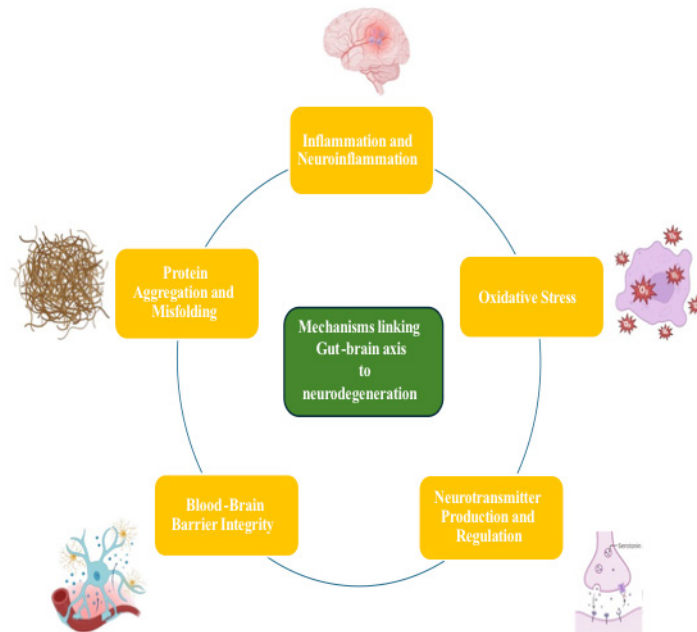 Inflammation and
Neuroinflammation
Protein
Aggregation and
Misfolding
Oxidative Stress
Mechanisms linking
Gut-brain axis
to
neurodegeneration
Blood-Brain
Barrier Integrity
Neurotransmitter
Production and
Regulation
Serotonin